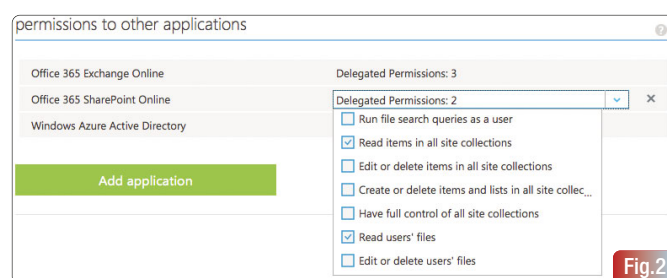 permissions to other applications
Office 365 Exchange Online Delegated Permissions: 3
Office 365 SharePoint Online Delegated Permissions: 2
Windows Azure Active Directory
Run file search queries as a user
Read items in all site collections
Edit or delete items in all site collections
Create or delete items and lists in all site collec...
Have full control of all site collections
Read users' files
Edit or delete users' files
Add application
Fig.2